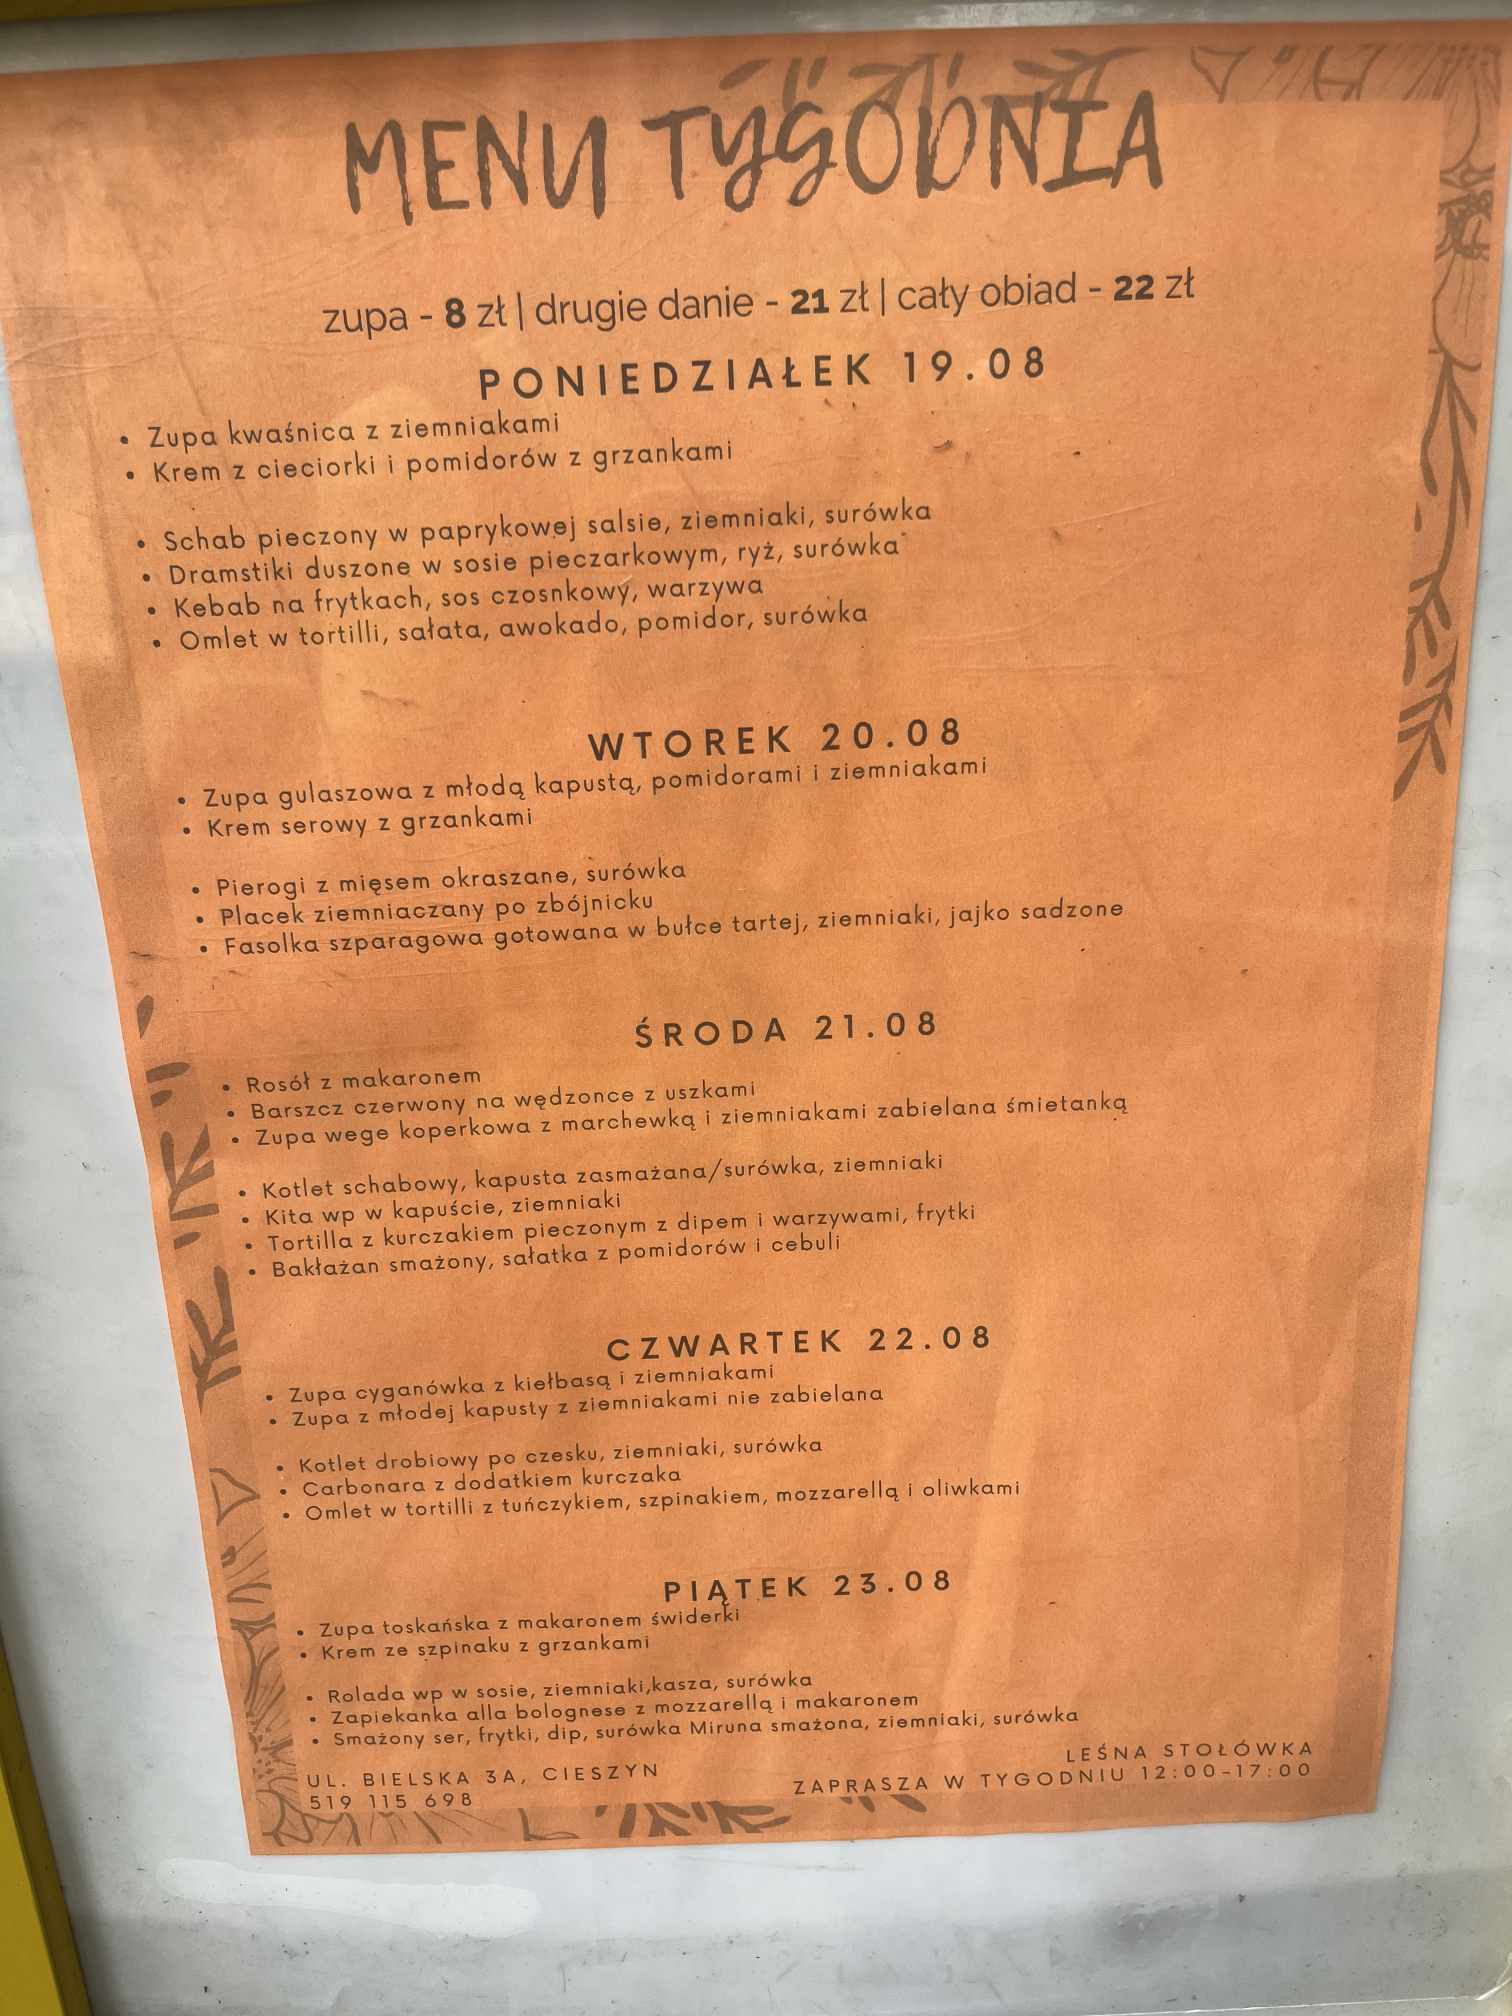 MENU TYGODNIA
zupa - 8 zł | drugie danie - 21 zł | cały obiad - 22 zł
PONIEDZIAŁEK 19.08
• Zupa kwaśnica z ziemniakami
• Krem z cieciorki i pomidorów z grzankami
• Schab pieczony w paprykowej salsie, ziemniaki, surówka
• Dramstiki duszone w sosie pieczarkowym, ryż, surówka
• Kebab na frytkach, sos czosnkowy, warzywa
• Omlet w tortilli, sałata, awokado, pomidor, surówka
WTOREK 20.08
• Zupa gulaszowa z młodą kapustą, pomidorami i ziemniakami
• Krem serowy z grzankami
• Pierogi z mięsem okraszane, surówka
• Placek ziemniaczany po zbójnicku
• Fasolka szparagowa gotowana w bułce tartej, ziemniaki, jajko sadzone
ŚRODA 21.08
• Rosół z makaronem
• Barszcz czerwony na wędzonce z uszkami
• Zupa wege koperkowa z marchewką i ziemniakami zabielana śmietanką
• Kotlet schabowy, kapusta zasmażana/surówka, ziemniaki
• Kita wp w kapuście, ziemniaki
• Tortilla z kurczakiem pieczonym z dipem i warzywami, frytki
• Bakłażan smażony, sałatka z pomidorów i cebuli
CZWARTEK 22.08
• Zupa cyganówka z kiełbasą i ziemniakami
• Zupa z młodej kapusty z ziemniakami nie zabielana
• Kotlet drobiowy po czesku, ziemniaki, surówka
• Carbonara z dodatkiem kurczaka
• Omlet w tortilli z tuńczykiem, szpinakiem, mozzarellą i oliwkami
PIĄTEK 23.08
• Zupa toskańska z makaronem świderki
• Krem ze szpinaku z grzankami
• Rolada wp w sosie, ziemniaki,kasza, surówka
• Zapiekanka alla bolognese z mozzarellą i makaronem
• Smażony ser, frytki, dip, surówka Miruna smażona, ziemniaki, surówka
UL. BIELSKA 3A, CIESZYN
519 115 698
LEŚNA STOŁÓWKA
ZAPRASZA W TYGODNIU 12:00-17:00